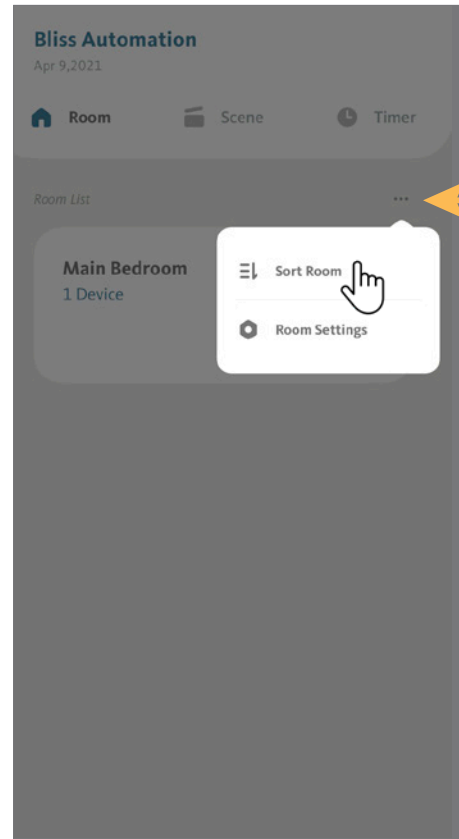 Bliss Automation
Apr 9,2021
Room Scene Timer
Room List
Main Bedroom
1 Device
Sort Room
Room Settings